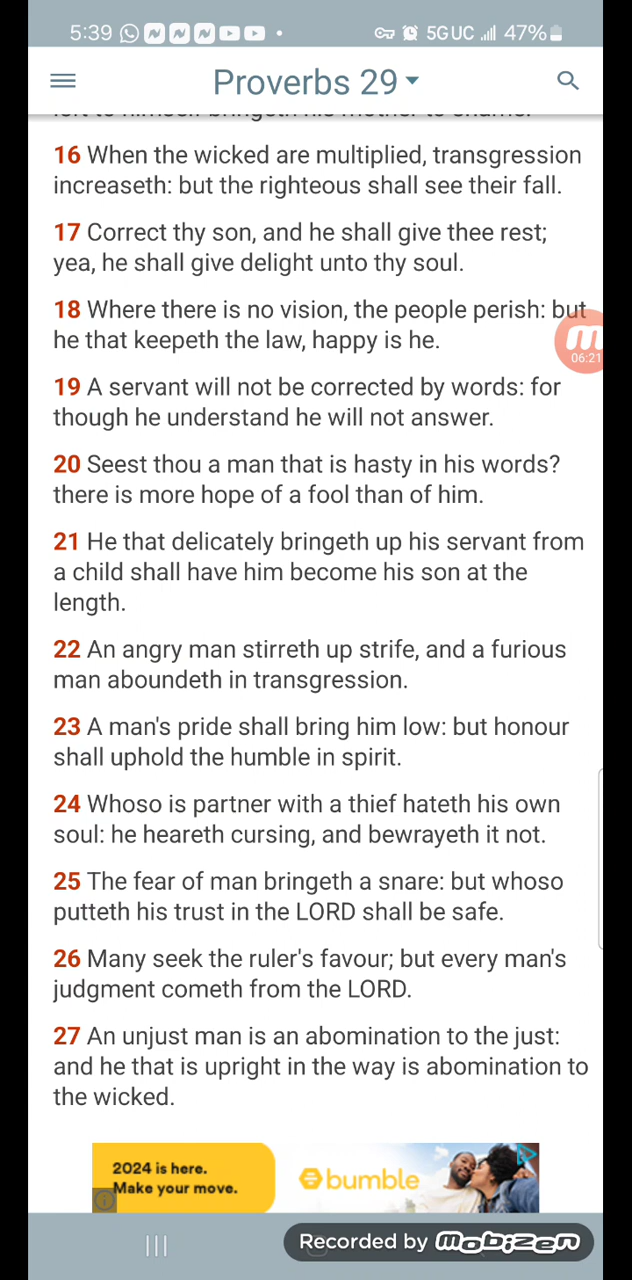 5:39 5G UC 47%
Proverbs 29
left to himself bringeth his mother to shame.
16 When the wicked are multiplied, transgression
increaseth: but the righteous shall see their fall.
17 Correct thy son, and he shall give thee rest;
yea, he shall give delight unto thy soul.
18 Where there is no vision, the people perish: but
he that keepeth the law, happy is he.
06:21
19 A servant will not be corrected by words: for
though he understand he will not answer.
20 Seest thou a man that is hasty in his words?
there is more hope of a fool than of him.
21 He that delicately bringeth up his servant from
a child shall have him become his son at the
length.
22 An angry man stirreth up strife, and a furious
man aboundeth in transgression.
23 A man's pride shall bring him low: but honour
shall uphold the humble in spirit.
24 Whoso is partner with a thief hateth his own
soul: he heareth cursing, and bewrayeth it not.
25 The fear of man bringeth a snare: but whoso
putteth his trust in the LORD shall be safe.
26 Many seek the ruler's favour; but every man's
judgment cometh from the LORD.
27 An unjust man is an abomination to the just:
and he that is upright in the way is abomination to
the wicked.
2024 is here.
Make your move.
bumble
Recorded by mobizen